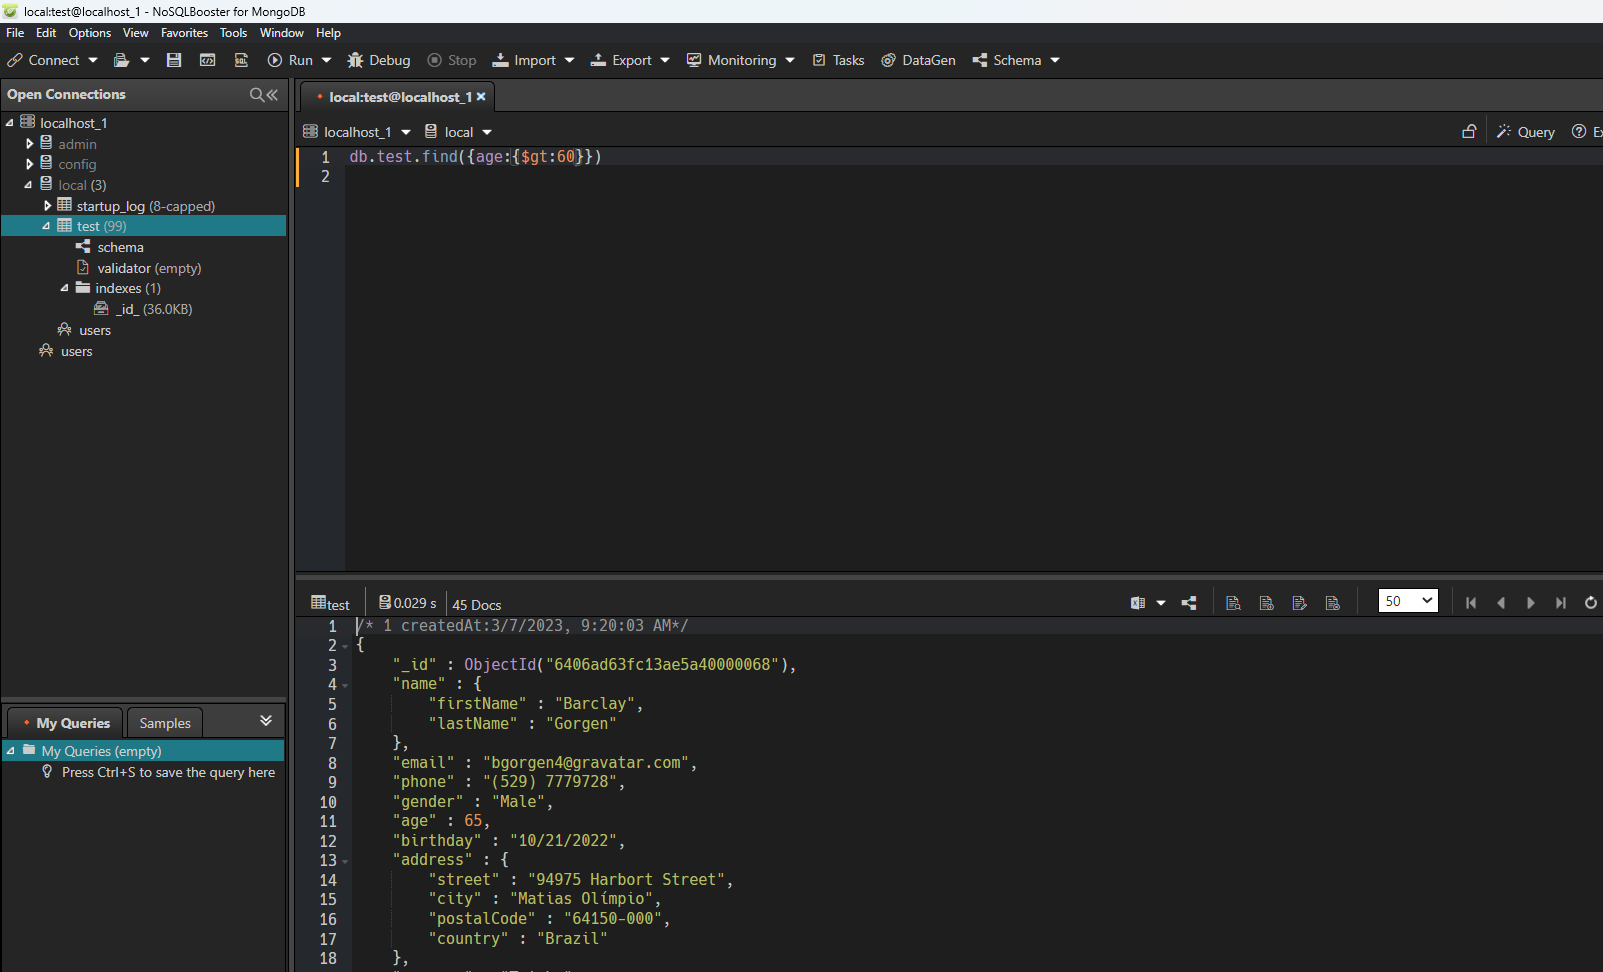 local:test@localhost_1 - NoSQLBooster for MongoDB
File Edit Options View Favorites Tools Window Help
Connect Run Debug Stop Import Export Monitoring Tasks DataGen Schema
Open Connections
localhost_1
admin
config
local (3)
startup_log (8-capped)
test (99)
schema
validator (empty)
indexes (1)
_id_ (36.0KB)
users
users
My Queries Samples
My Queries (empty)
Press Ctrl+S to save the query here
local:test@localhost_1
localhost_1 local Query Ex
1 db.test.find({age:{$gt:60}})
2
test 0.029 s 45 Docs 50
1 /* 1 createdAt:3/7/2023, 9:20:03 AM*/
2 {
3 "_id" : ObjectId("6406ad63fc13ae5a40000068"),
4 "name" : {
5 "firstName" : "Barclay",
6 "lastName" : "Gorgen"
7 },
8 "email" : "bgorgen4@gravatar.com",
9 "phone" : "(529) 7779728",
10 "gender" : "Male",
11 "age" : 65,
12 "birthday" : "10/21/2022",
13 "address" : {
14 "street" : "94975 Harbort Street",
15 "city" : "Matias Olímpio",
16 "postalCode" : "64150-000",
17 "country" : "Brazil"
18 },